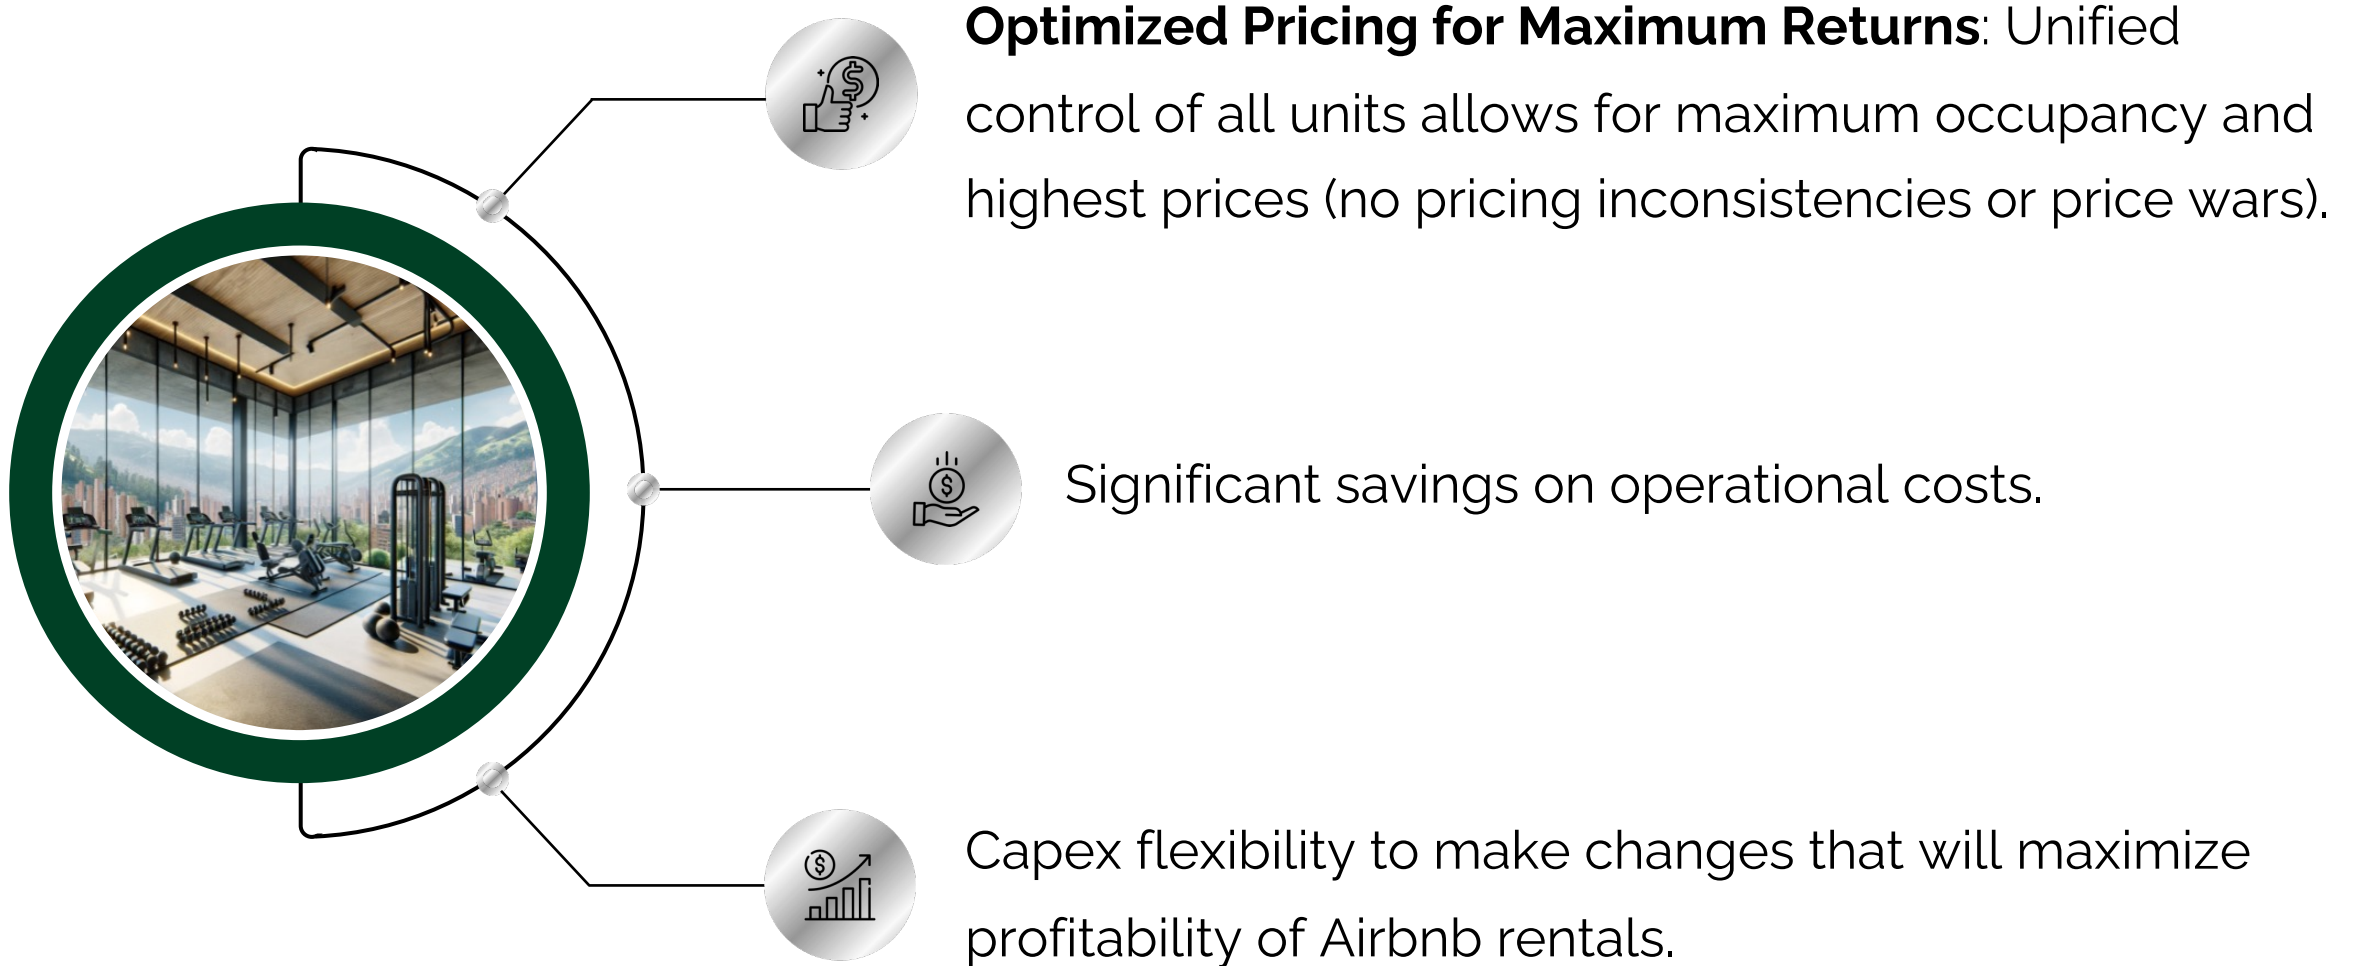 Optimized Pricing for Maximum Returns: Unified
control of all units allows for maximum occupancy and
highest prices (no pricing inconsistencies or price wars).
Significant savings on operational costs.
Capex flexibility to make changes that will maximize
profitability of Airbnb rentals.